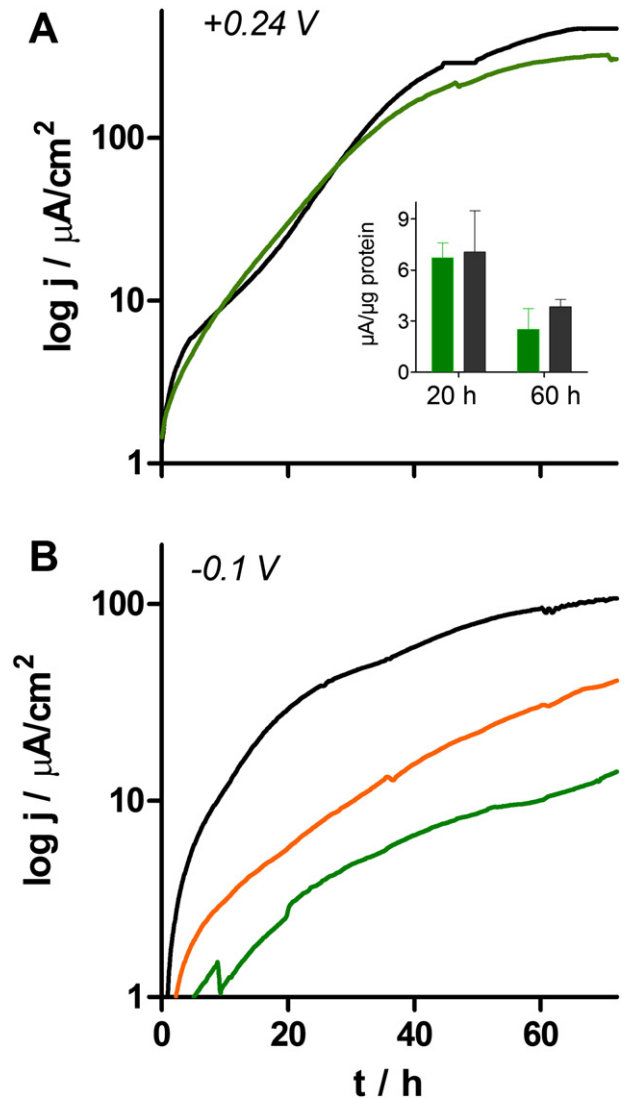 A
+0.24 V
log j / μA/cm²
100
10
1
μA/μg protein
9
6
3
0
20 h
60 h
B
-0.1 V
log j / μA/cm²
100
10
1
0
20
40
60
t / h